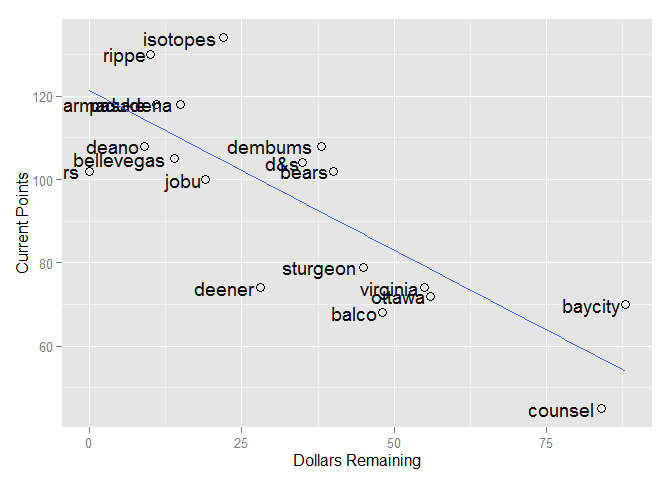 isotopes
rippe
120
pasadena
deano
dembums
bellevegas
d&s
rs
bears
100
jobu
Current Points
80
sturgeon
deener
virginia
ottawa
baycity
balco
60
counsel
0
25
50
75
Dollars Remaining